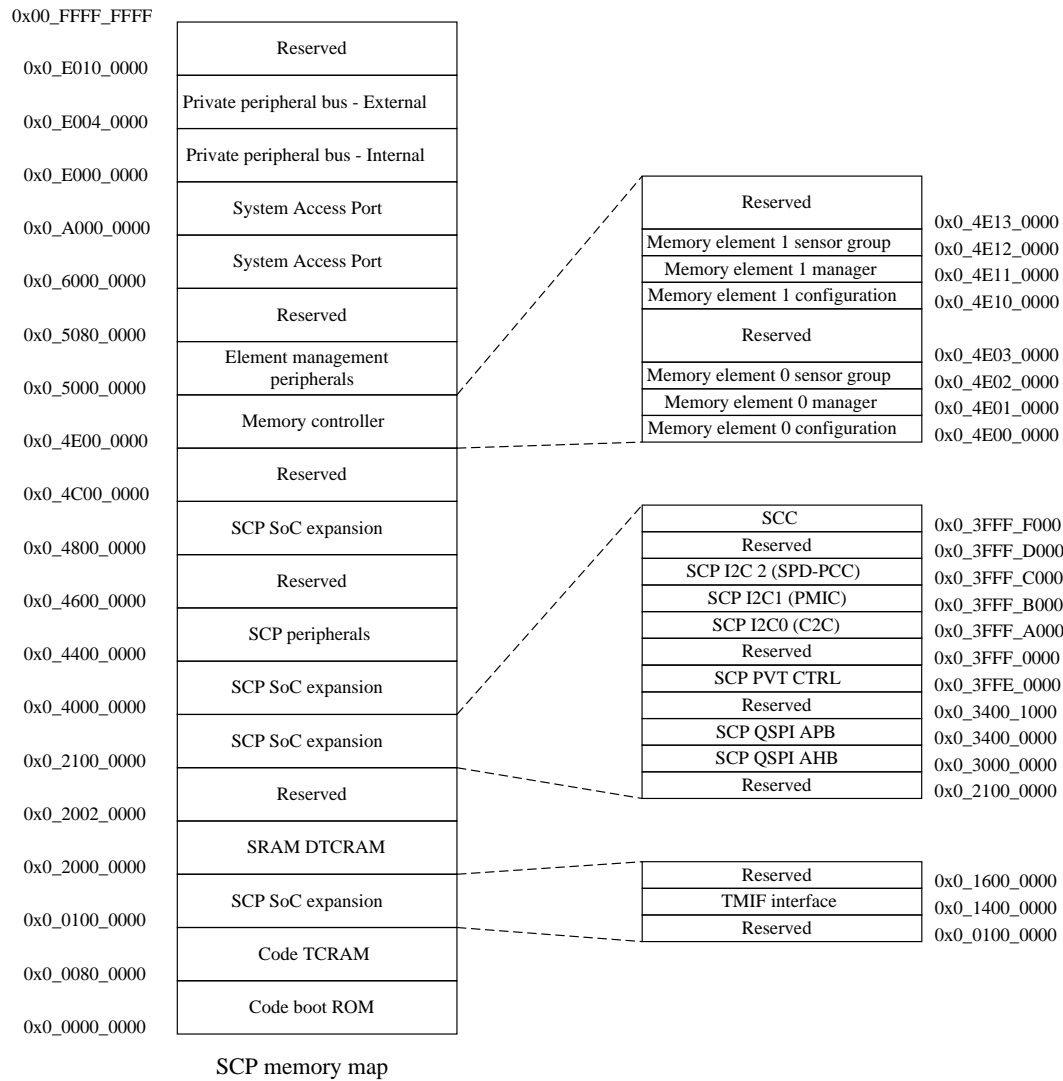 0x00_FFFF_FFFF
Reserved
0x0_E010_0000
Private peripheral bus - External
0x0_E004_0000
Private peripheral bus - Internal
0x0_E000_0000
System Access Port
0x0_A000_0000
System Access Port
0x0_6000_0000
Reserved
0x0_5080_0000
Element management
peripherals
0x0_5000_0000
Memory controller
0x0_4E00_0000
Reserved
0x0_4C00_0000
SCP SoC expansion
0x0_4800_0000
Reserved
0x0_4600_0000
SCP peripherals
0x0_4400_0000
SCP SoC expansion
0x0_4000_0000
SCP SoC expansion
0x0_2100_0000
Reserved
0x0_2002_0000
SRAM DTCRAM
0x0_2000_0000
SCP SoC expansion
0x0_0100_0000
Code TCRAM
0x0_0080_0000
Code boot ROM
0x0_0000_0000
Reserved
0x0_4E13_0000
Memory element 1 sensor group
0x0_4E12_0000
Memory element 1 manager
0x0_4E11_0000
Memory element 1 configuration
0x0_4E10_0000
Reserved
0x0_4E03_0000
Memory element 0 sensor group
0x0_4E02_0000
Memory element 0 manager
0x0_4E01_0000
Memory element 0 configuration
0x0_4E00_0000
SCC
0x0_3FFF_F000
Reserved
0x0_3FFF_D000
SCP I2C 2 (SPD-PCC)
0x0_3FFF_C000
SCP I2C1 (PMIC)
0x0_3FFF_B000
SCP I2C0 (C2C)
0x0_3FFF_A000
Reserved
0x0_3FFF_0000
SCP PVT CTRL
0x0_3FFE_0000
Reserved
0x0_3400_1000
SCP QSPI APB
0x0_3400_0000
SCP QSPI AHB
0x0_3000_0000
Reserved
0x0_2100_0000
Reserved
0x0_1600_0000
TMIF interface
0x0_1400_0000
Reserved
0x0_0100_0000
SCP memory map